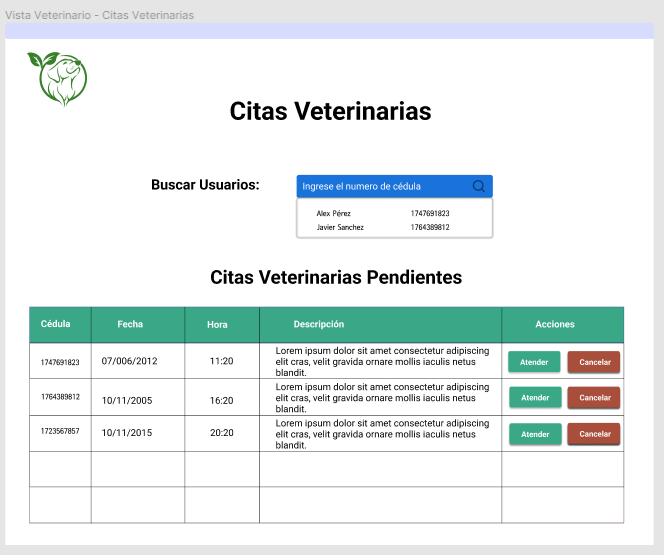 Vista Veterinario - Citas Veterinarias
Citas Veterinarias
Buscar Usuarios:
Ingrese el numero de cédula
Alex Pérez 1747691823
Javier Sanchez 1764389812
Citas Veterinarias Pendientes
Cédula Fecha Hora Descripción Acciones
1747691823 07/006/2012 11:20
Lorem ipsum dolor sit amet consectetur adipiscing
elit cras, velit gravida ornare mollis iaculis netus
blandit.
Atender Cancelar
1764389812 10/11/2005 16:20
Lorem ipsum dolor sit amet consectetur adipiscing
elit cras, velit gravida ornare mollis iaculis netus
blandit.
Atender Cancelar
1723567857 10/11/2015 20:20
Lorem ipsum dolor sit amet consectetur adipiscing
elit cras, velit gravida ornare mollis iaculis netus
blandit.
Atender Cancelar